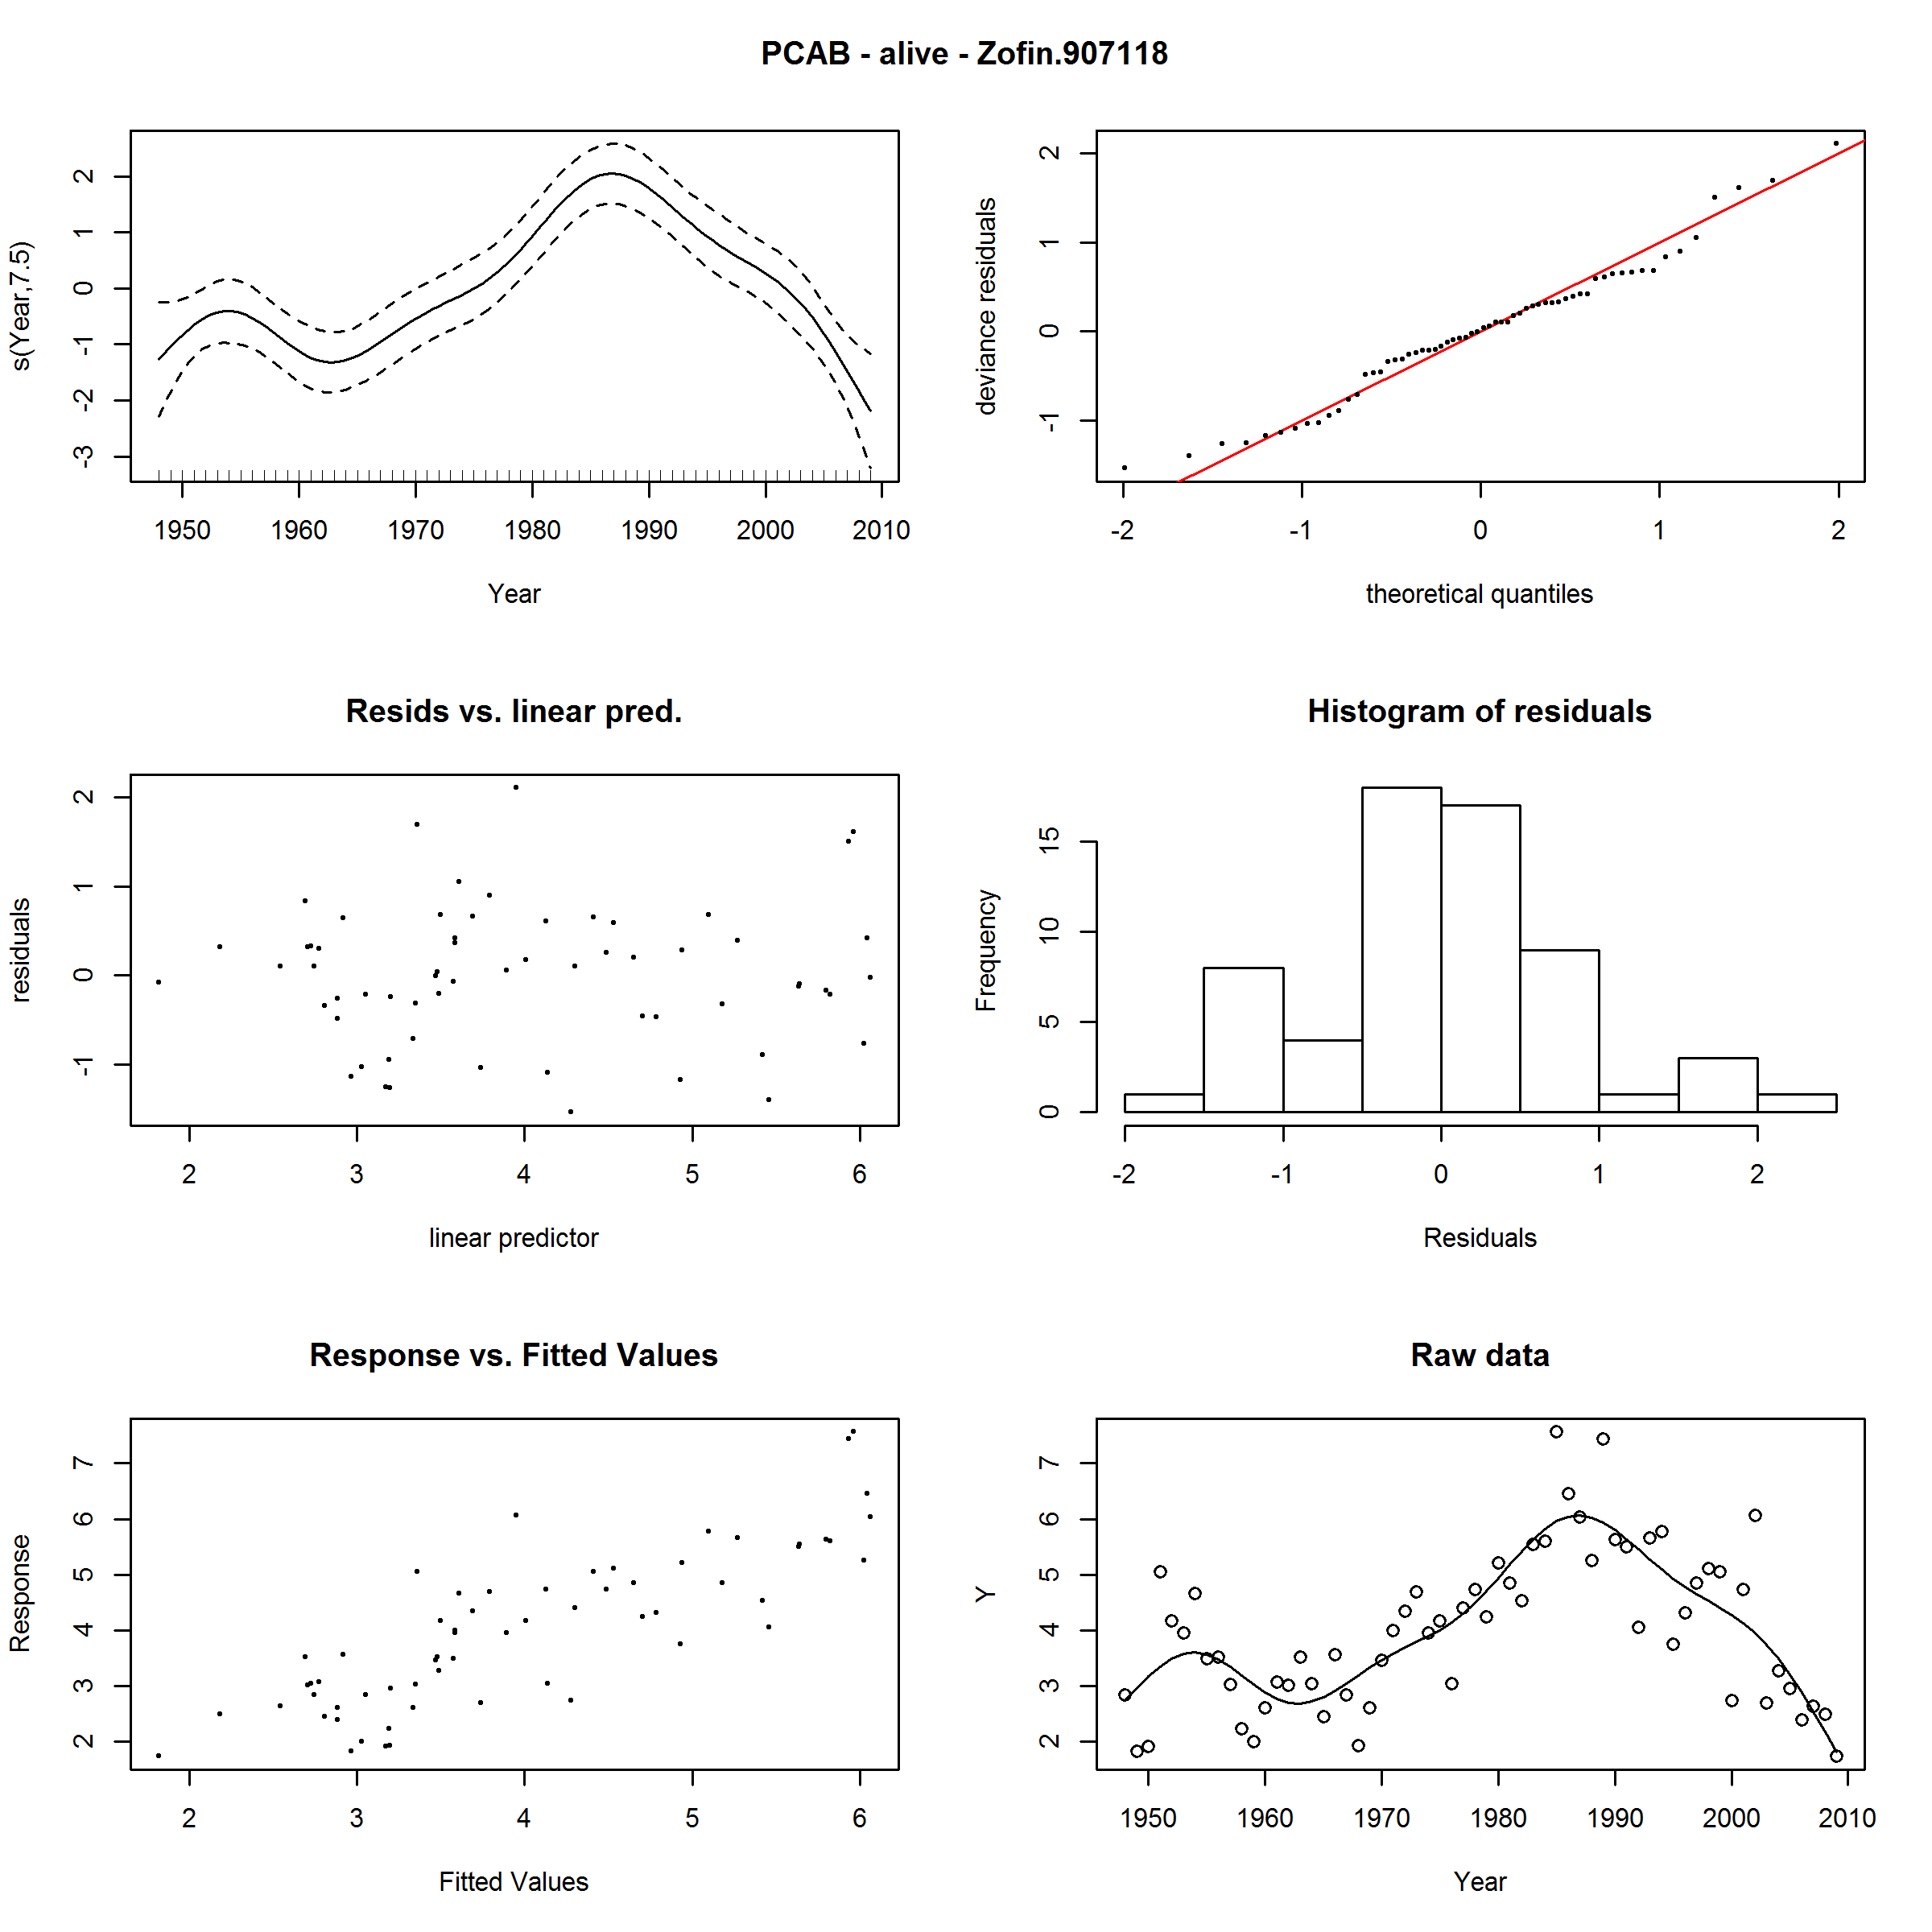 PCAB - alive - Zofin.907118
s(Year,7.5)
2
1
0
-1
-2
-3
1950 1960 1970 1980 1990 2000 2010
Year
deviance residuals
2
1
0
-1
-2 -1 0 1 2
theoretical quantiles
Resids vs. linear pred.
residuals
2
1
0
-1
2 3 4 5 6
linear predictor
Histogram of residuals
Frequency
15
10
5
0
-2 -1 0 1 2
Residuals
Response vs. Fitted Values
Response
7
6
5
4
3
2
2 3 4 5 6
Fitted Values
Raw data
Y
7
6
5
4
3
2
1950 1960 1970 1980 1990 2000 2010
Year